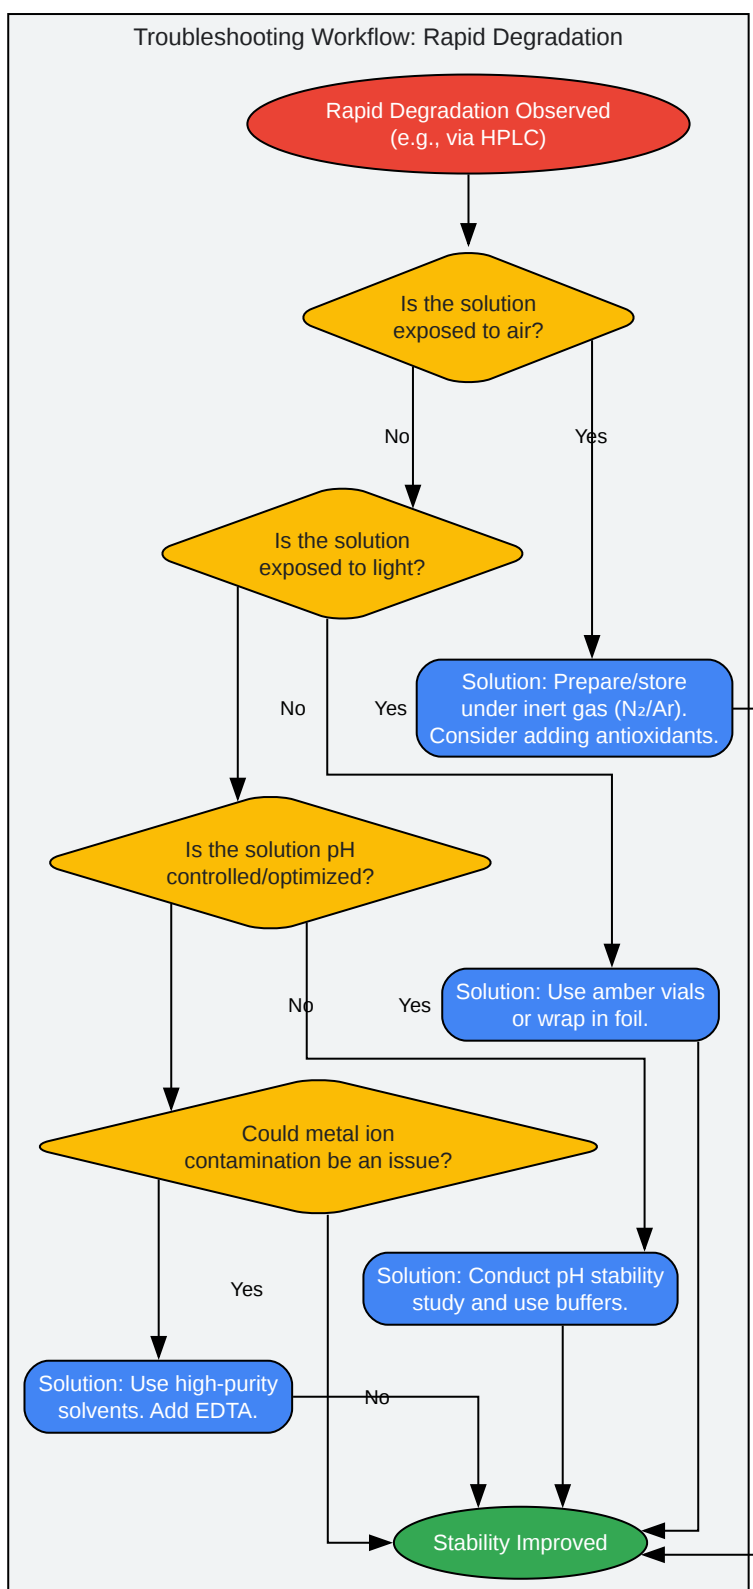 Troubleshooting Workflow: Rapid Degradation
Rapid Degradation Observed
(e.g., via HPLC)
Is the solution
exposed to air?
No
Yes
Is the solution
exposed to light?
Solution: Prepare/store
under inert gas (N₂/Ar).
Consider adding antioxidants.
No
Yes
Is the solution pH
controlled/optimized?
Solution: Use amber vials
or wrap in foil.
No
Yes
Could metal ion
contamination be an issue?
Solution: Conduct pH stability
study and use buffers.
Yes
Solution: Use high-purity
solvents. Add EDTA.
No
Stability Improved